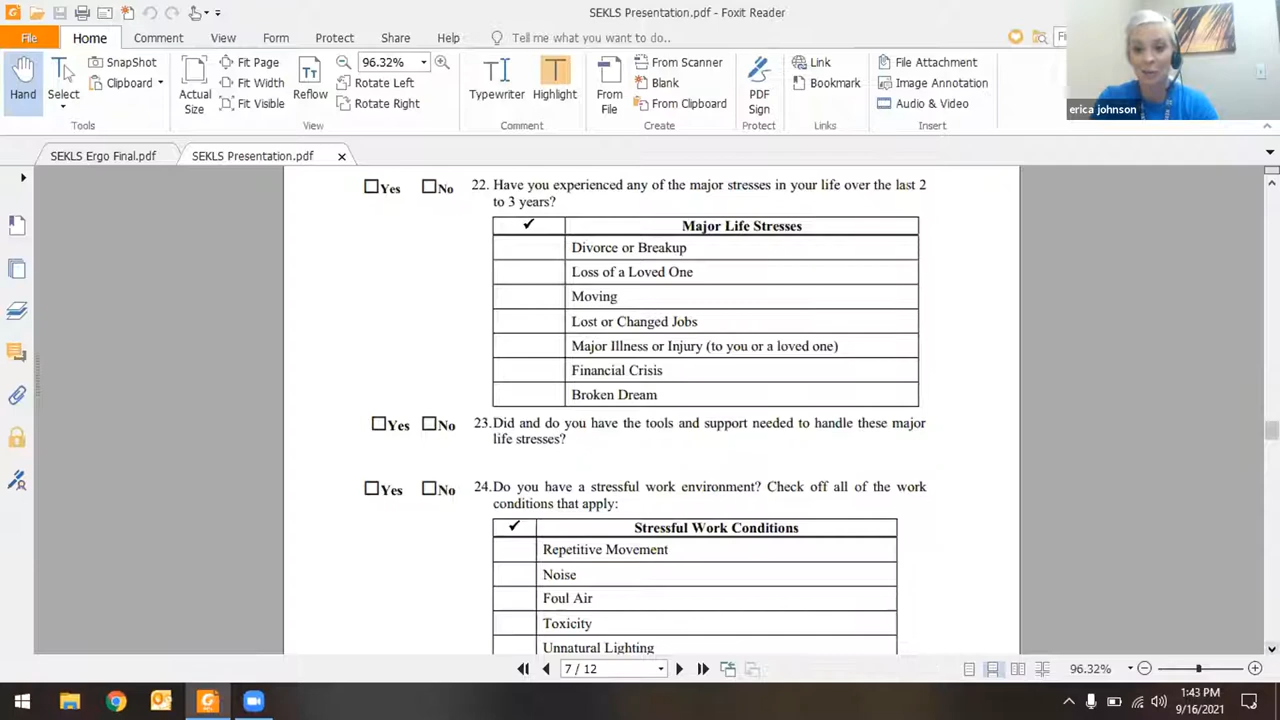 SEKLS Presentation.pdf - Foxit Reader
File
Home
Comment
View
Form
Protect
Share
Help
Tell me what you want to do..
Fi
Hand
Select
SnapShot
Clipboard
Tools
Actual
Size
Fit Page
Fit Width
Fit Visible
Reflow
96.32%
Rotate Left
Rotate Right
View
Typewriter
Highlight
Comment
From
File
From Scanner
Blank
From Clipboard
Create
PDF
Sign
Protect
Link
Bookmark
Links
File Attachment
Image Annotation
Audio & Video
Insert
erica johnson
SEKLS Ergo Final.pdf
SEKLS Presentation.pdf
Yes No 22. Have you experienced any of the major stresses in your life over the last 2
to 3 years?
✓ Major Life Stresses
Divorce or Breakup
Loss of a Loved One
Moving
Lost or Changed Jobs
Major Illness or Injury (to you or a loved one)
Financial Crisis
Broken Dream
Yes No 23.Did and do you have the tools and support needed to handle these major
life stresses?
Yes No 24.Do you have a stressful work environment? Check off all of the work
conditions that apply:
✓ Stressful Work Conditions
Repetitive Movement
Noise
Foul Air
Toxicity
Unnatural Lighting
7 / 12
96.32%
1:43 PM
9/16/2021